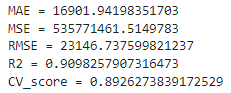 MAE = 16901.94198351703
MSE = 535771461.5149783
RMSE = 23146.737599821237
R2 = 0.9098257907316473
CV_score = 0.8926273839172529